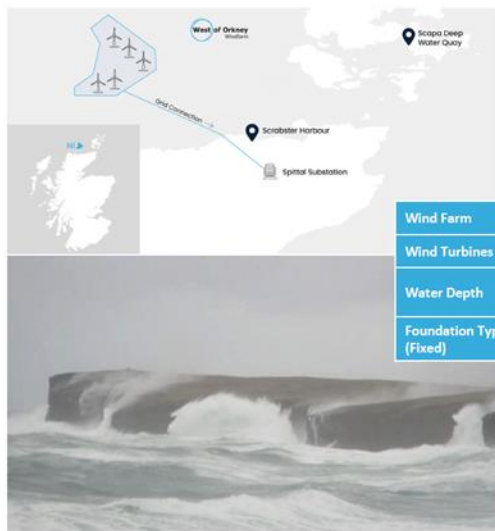 West of Orkney
Windfarm
Scapa Deep
Water Quay
Grid Connection
Scrabster Harbour
Spittal Substation
N1
Wind Farm
Wind Turbines
Water Depth
Foundation Typ
(Fixed)